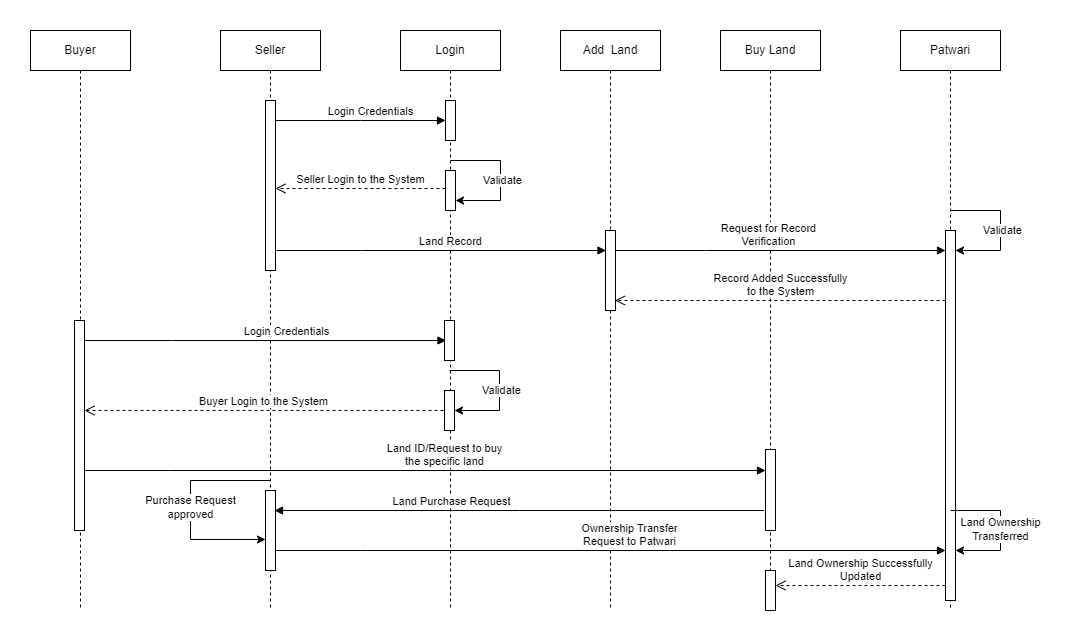 Buyer
Seller
Login
Add Land
Buy Land
Patwari
Login Credentials
Validate
Seller Login to the System
Land Record
Request for Record
Verification
Validate
Record Added Successfully
to the System
Login Credentials
Validate
Buyer Login to the System
Land ID/Request to buy
the specific land
Purchase Request
approved
Land Purchase Request
Ownership Transfer
Request to Patwari
Land Ownership
Transferred
Land Ownership Successfully
Updated